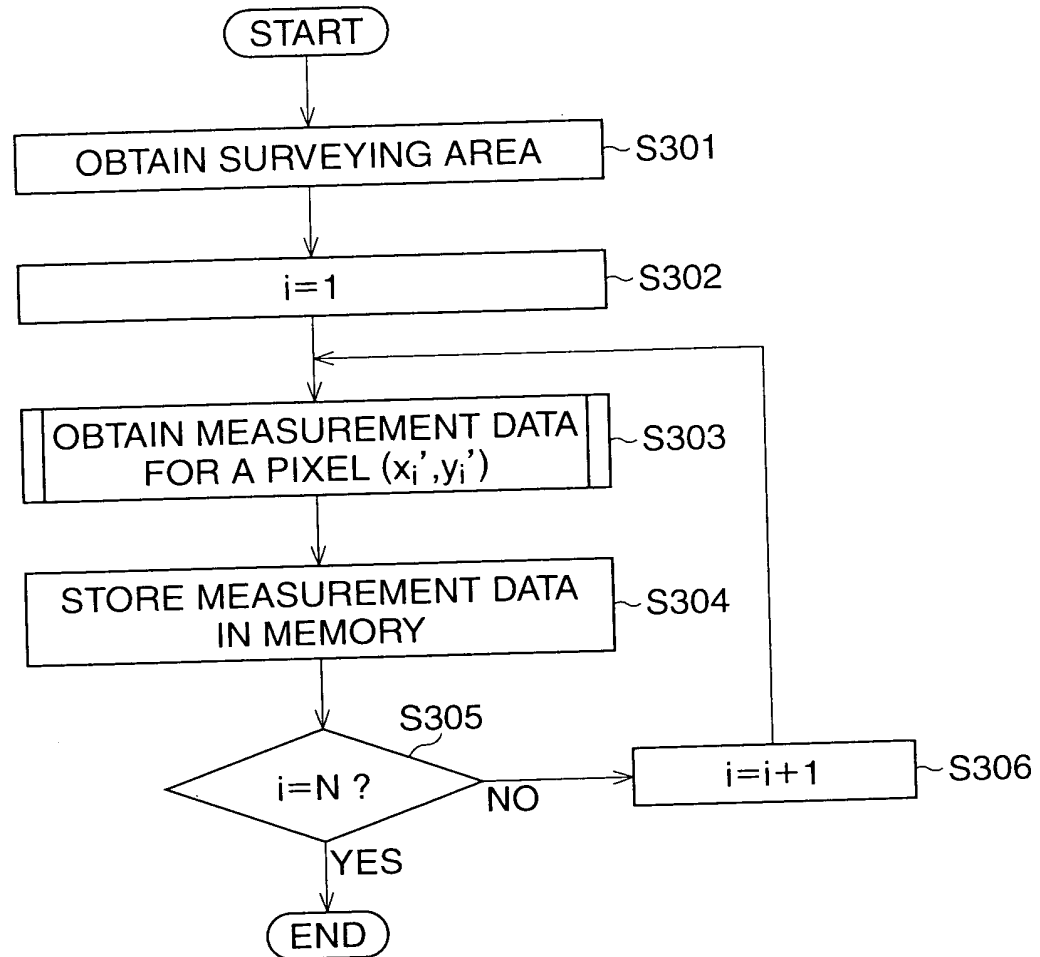 START
OBTAIN SURVEYING AREA
S301
i=1
S302
OBTAIN MEASUREMENT DATA
FOR A PIXEL (xi',yi')
S303
STORE MEASUREMENT DATA
IN MEMORY
S304
S305
i=N ?
NO
i=i+1
S306
YES
END